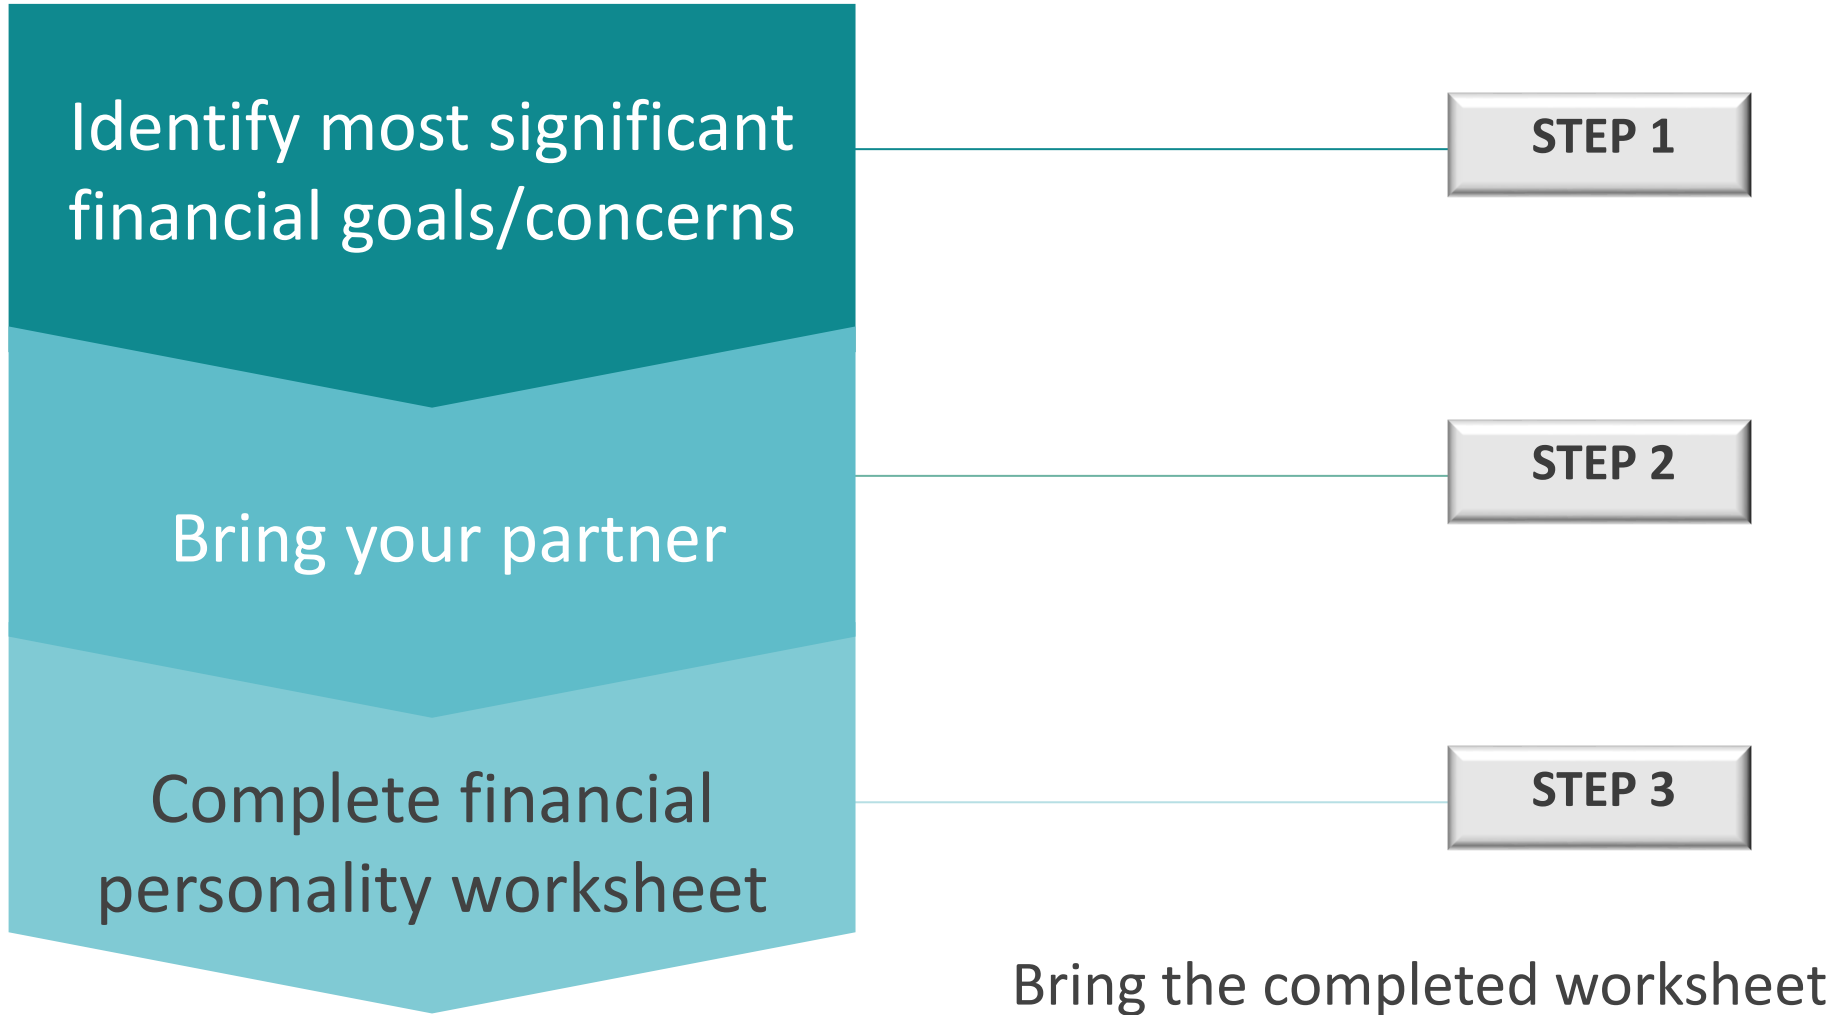 Identify most significant
financial goals/concerns
STEP 1
Bring your partner
STEP 2
Complete financial
personality worksheet
STEP 3
Bring the completed worksheet